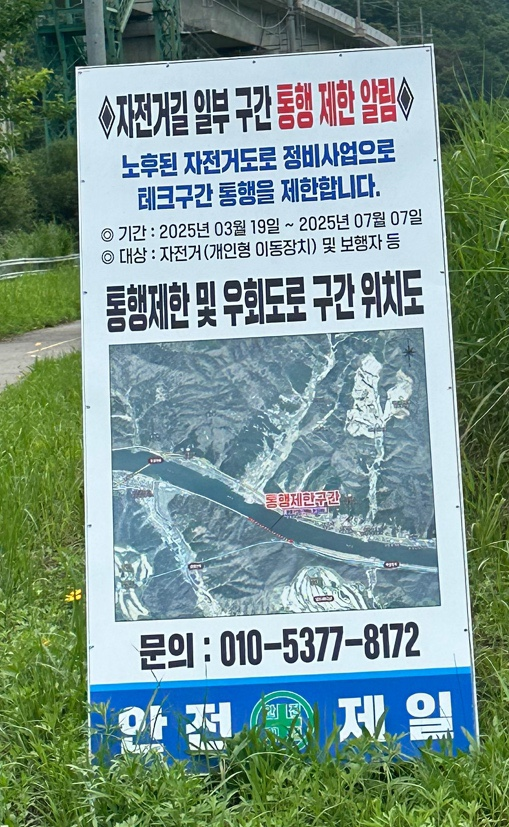 ◈자전거길 일부 구간 통행 제한 알림◈
노후된 자전거도로 정비사업으로
테크구간 통행을 제한합니다.
◎ 기간 : 2025년 03월 19일 ~ 2025년 07월 07일
◎ 대상 : 자전거(개인형 이동장치) 및 보행자 등
통행제한 및 우회도로 구간 위치도
통행제한구간
문의 : 010-5377-8172
안전 제일